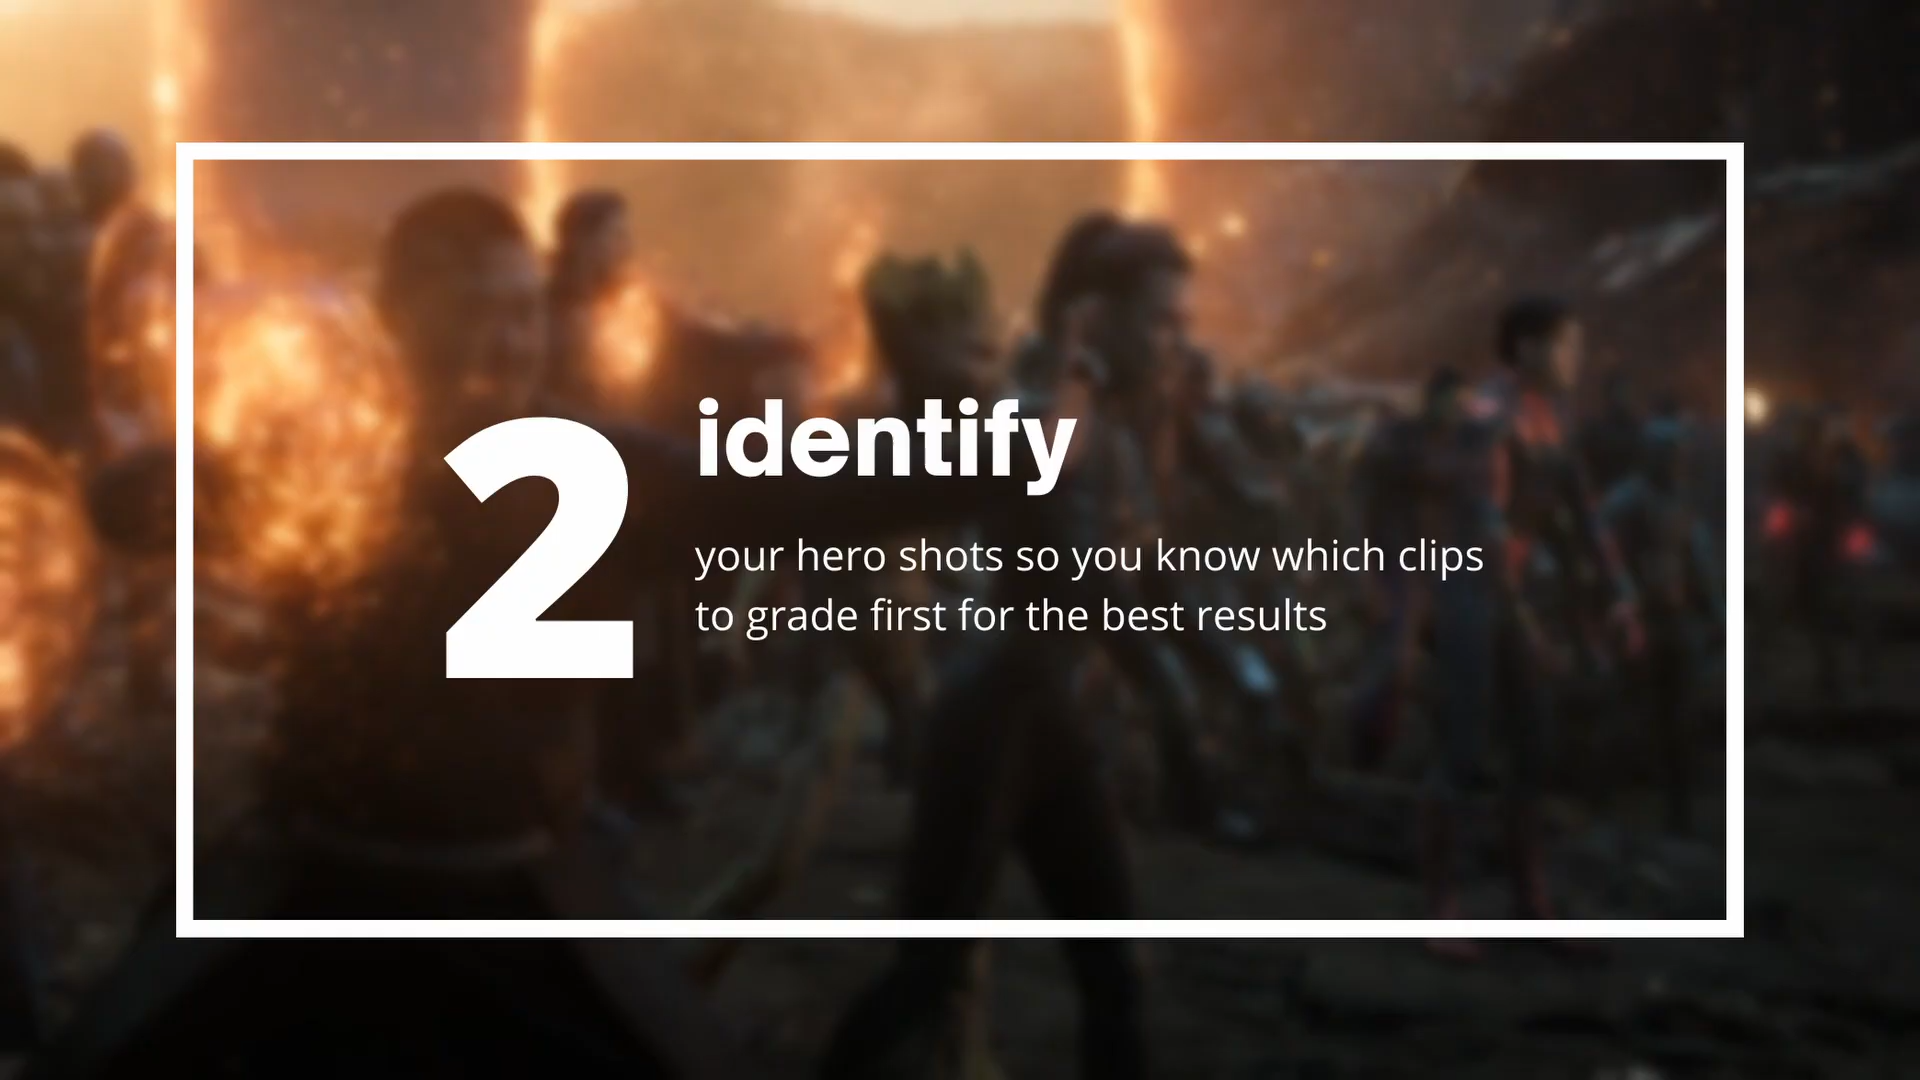 2
identify
your hero shots so you know which clips
to grade first for the best results